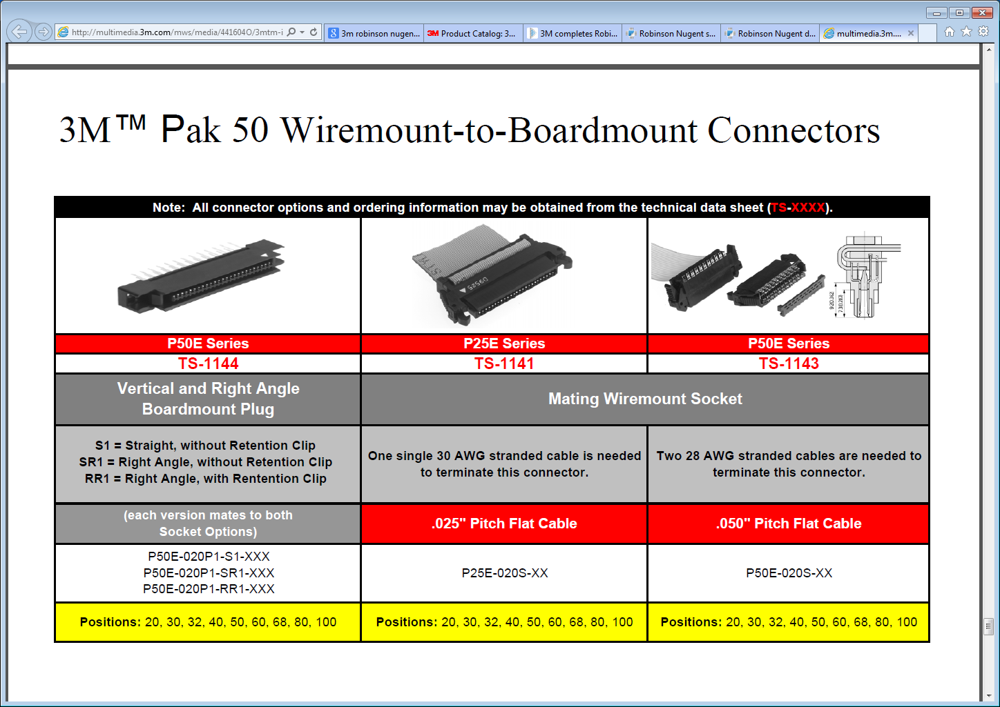 http://multimedia.3m.com/mws/media/441604O/3mtm-i
3m robinson nugen...
3M Product Catalog: 3...
3M completes Robi...
Robinson Nugent s...
Robinson Nugent d...
multimedia.3m....
3M™ Pak 50 Wiremount-to-Boardmount Connectors
Note: All connector options and ordering information may be obtained from the technical data sheet (TS-XXXX).
D9525
9.2(0.362)
7.3(0.287)
P50E Series
P25E Series
P50E Series
TS-1144
TS-1141
TS-1143
Vertical and Right Angle
Boardmount Plug
Mating Wiremount Socket
S1 = Straight, without Retention Clip
SR1 = Right Angle, without Retention Clip
RR1 = Right Angle, with Rentention Clip
One single 30 AWG stranded cable is needed
to terminate this connector.
Two 28 AWG stranded cables are needed to
terminate this connector.
(each version mates to both
Socket Options)
.025" Pitch Flat Cable
.050" Pitch Flat Cable
P50E-020P1-S1-XXX
P50E-020P1-SR1-XXX
P50E-020P1-RR1-XXX
P25E-020S-XX
P50E-020S-XX
Positions: 20, 30, 32, 40, 50, 60, 68, 80, 100
Positions: 20, 30, 32, 40, 50, 60, 68, 80, 100
Positions: 20, 30, 32, 40, 50, 60, 68, 80, 100